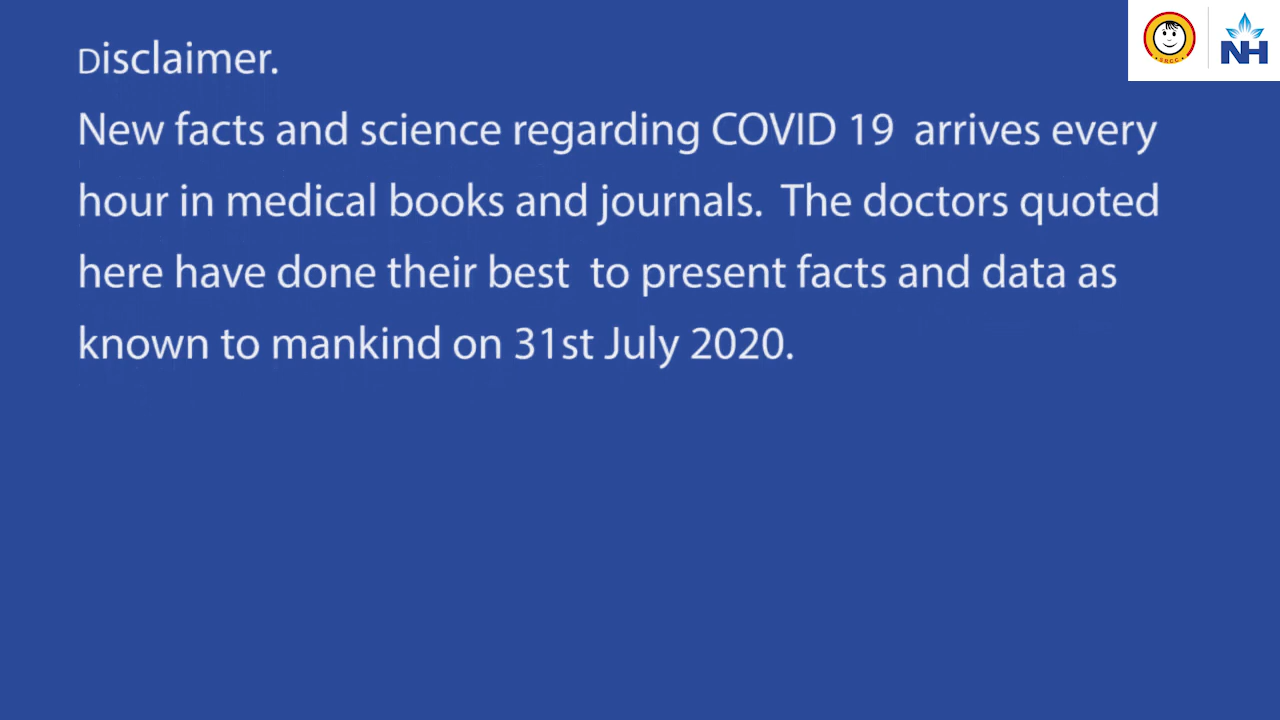 Disclaimer.
New facts and science regarding COVID 19 arrives every
hour in medical books and journals. The doctors quoted
here have done their best to present facts and data as
known to mankind on 31st July 2020.
SRCC
NH